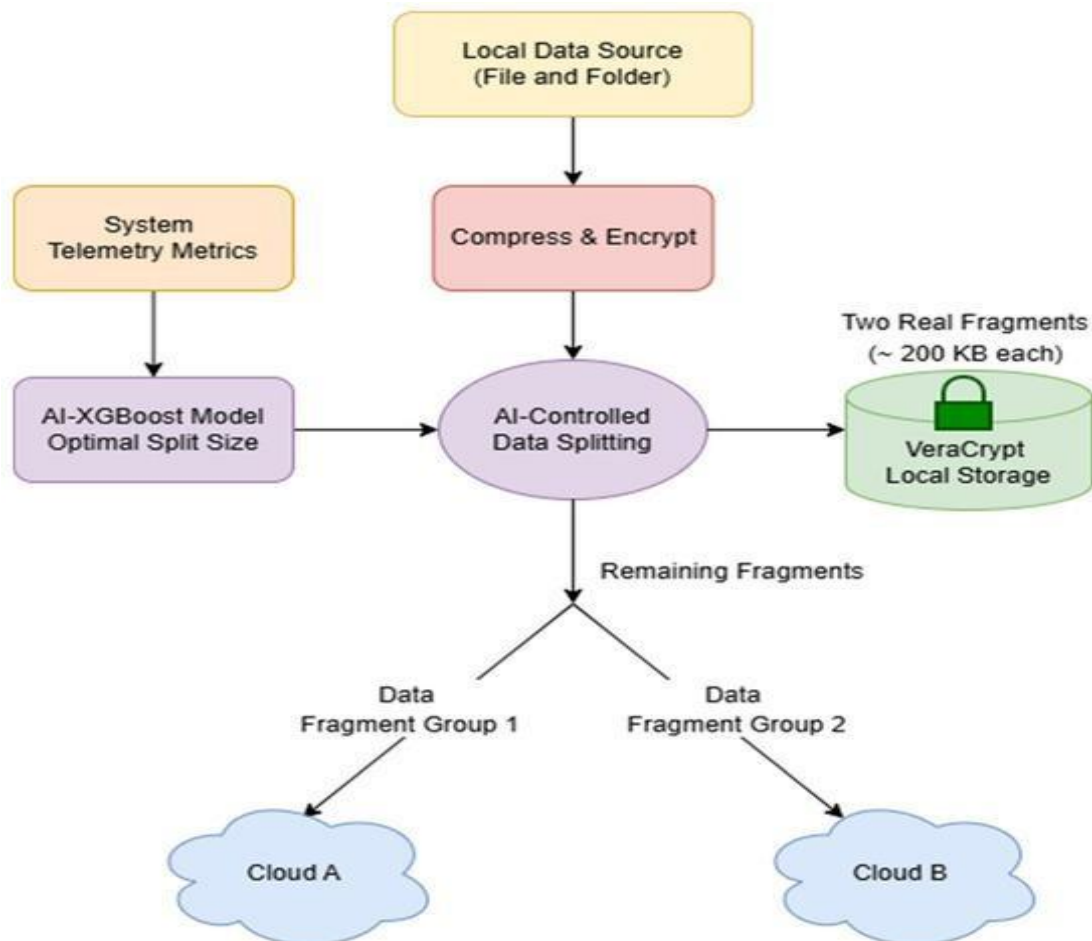 Local Data Source
(File and Folder)
System
Telemetry Metrics
Compress & Encrypt
Two Real Fragments
(~ 200 KB each)
AI-XGBoost Model
Optimal Split Size
AI-Controlled
Data Splitting
VeraCrypt
Local Storage
Remaining Fragments
Data
Fragment Group 1
Data
Fragment Group 2
Cloud A
Cloud B